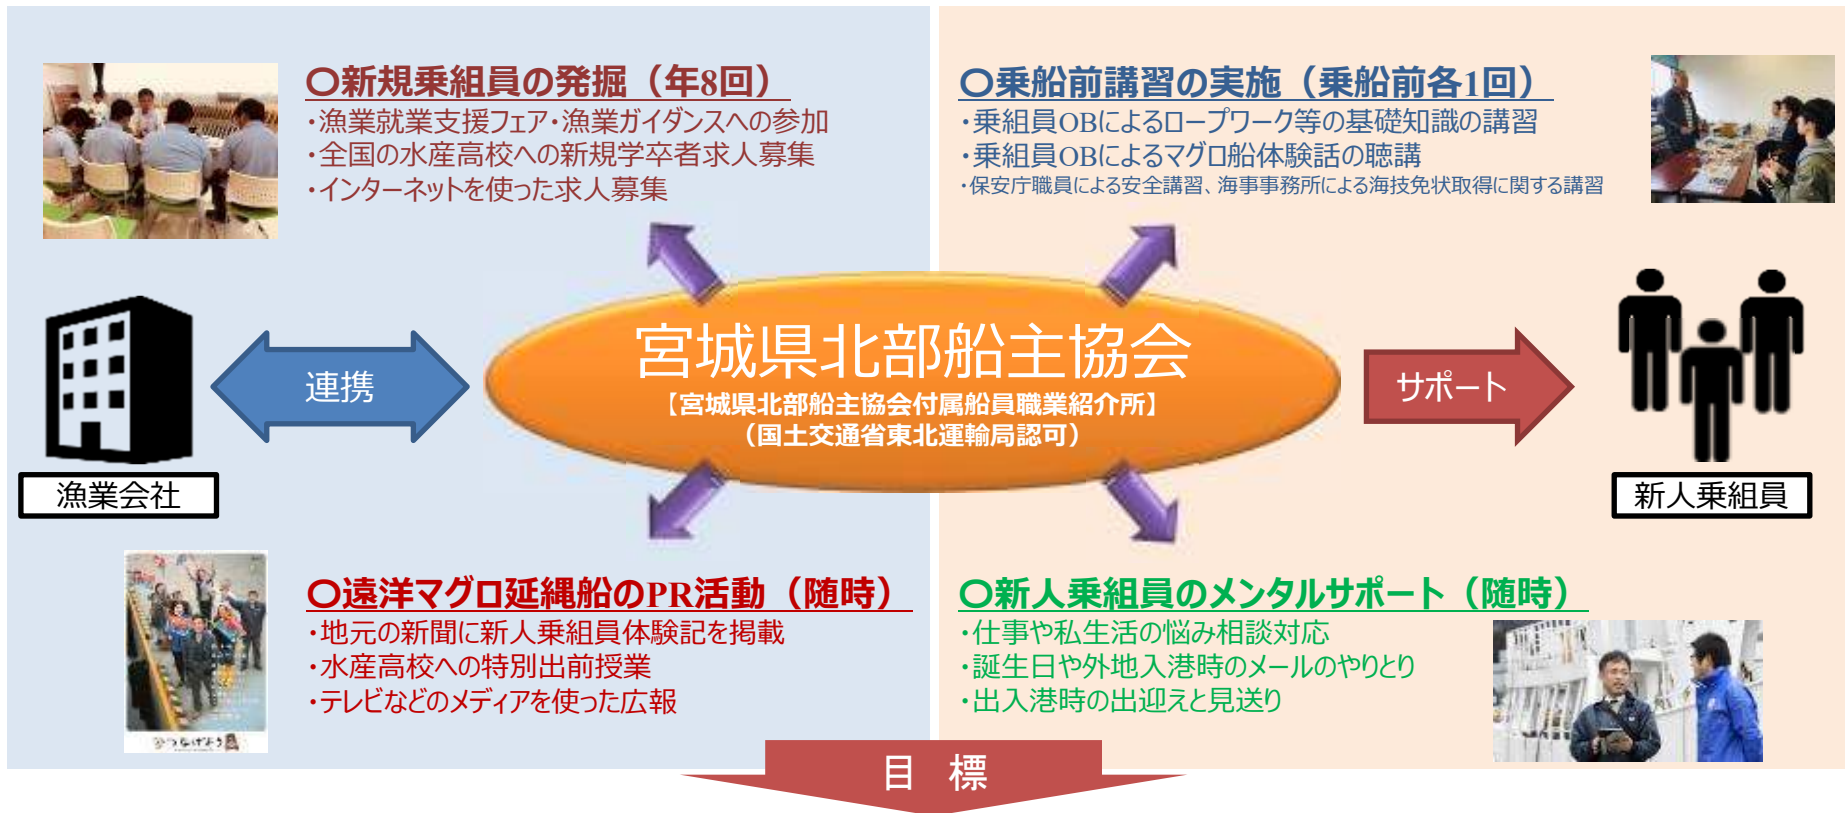 〇新規乗組員の発掘（年8回）
・漁業就業支援フェア・漁業ガイダンスへの参加
・全国の水産高校への新規学卒者求人募集
・インターネットを使った求人募集
〇乗船前講習の実施（乗船前各1回）
・乗組員OBによるロープワーク等の基礎知識の講習
・乗組員OBによるマグロ船体験話の聴講
・保安庁職員による安全講習、海事事務所による海技免状取得に関する講習
漁業会社
連携
宮城県北部船主協会
【宮城県北部船主協会付属船員職業紹介所】
（国土交通省東北運輸局認可）
サポート
新人乗組員
〇遠洋マグロ延縄船のPR活動（随時）
・地元の新聞に新人乗組員体験記を掲載
・水産高校への特別出前授業
・テレビなどのメディアを使った広報
つなげよう
〇新人乗組員のメンタルサポート（随時）
・仕事や私生活の悩み相談対応
・誕生日や外地入港時のメールのやりとり
・出入港時の出迎えと見送り
目　標